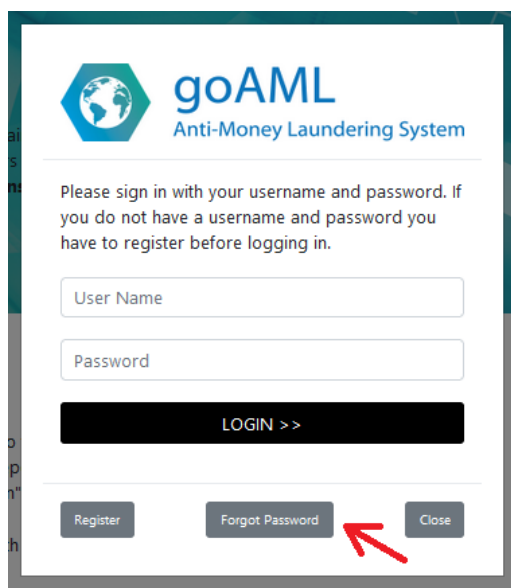 goAML
Anti-Money Laundering System
Please sign in with your username and password. If
you do not have a username and password you
have to register before logging in.
User Name
Password
LOGIN >>
Register
Forgot Password
Close